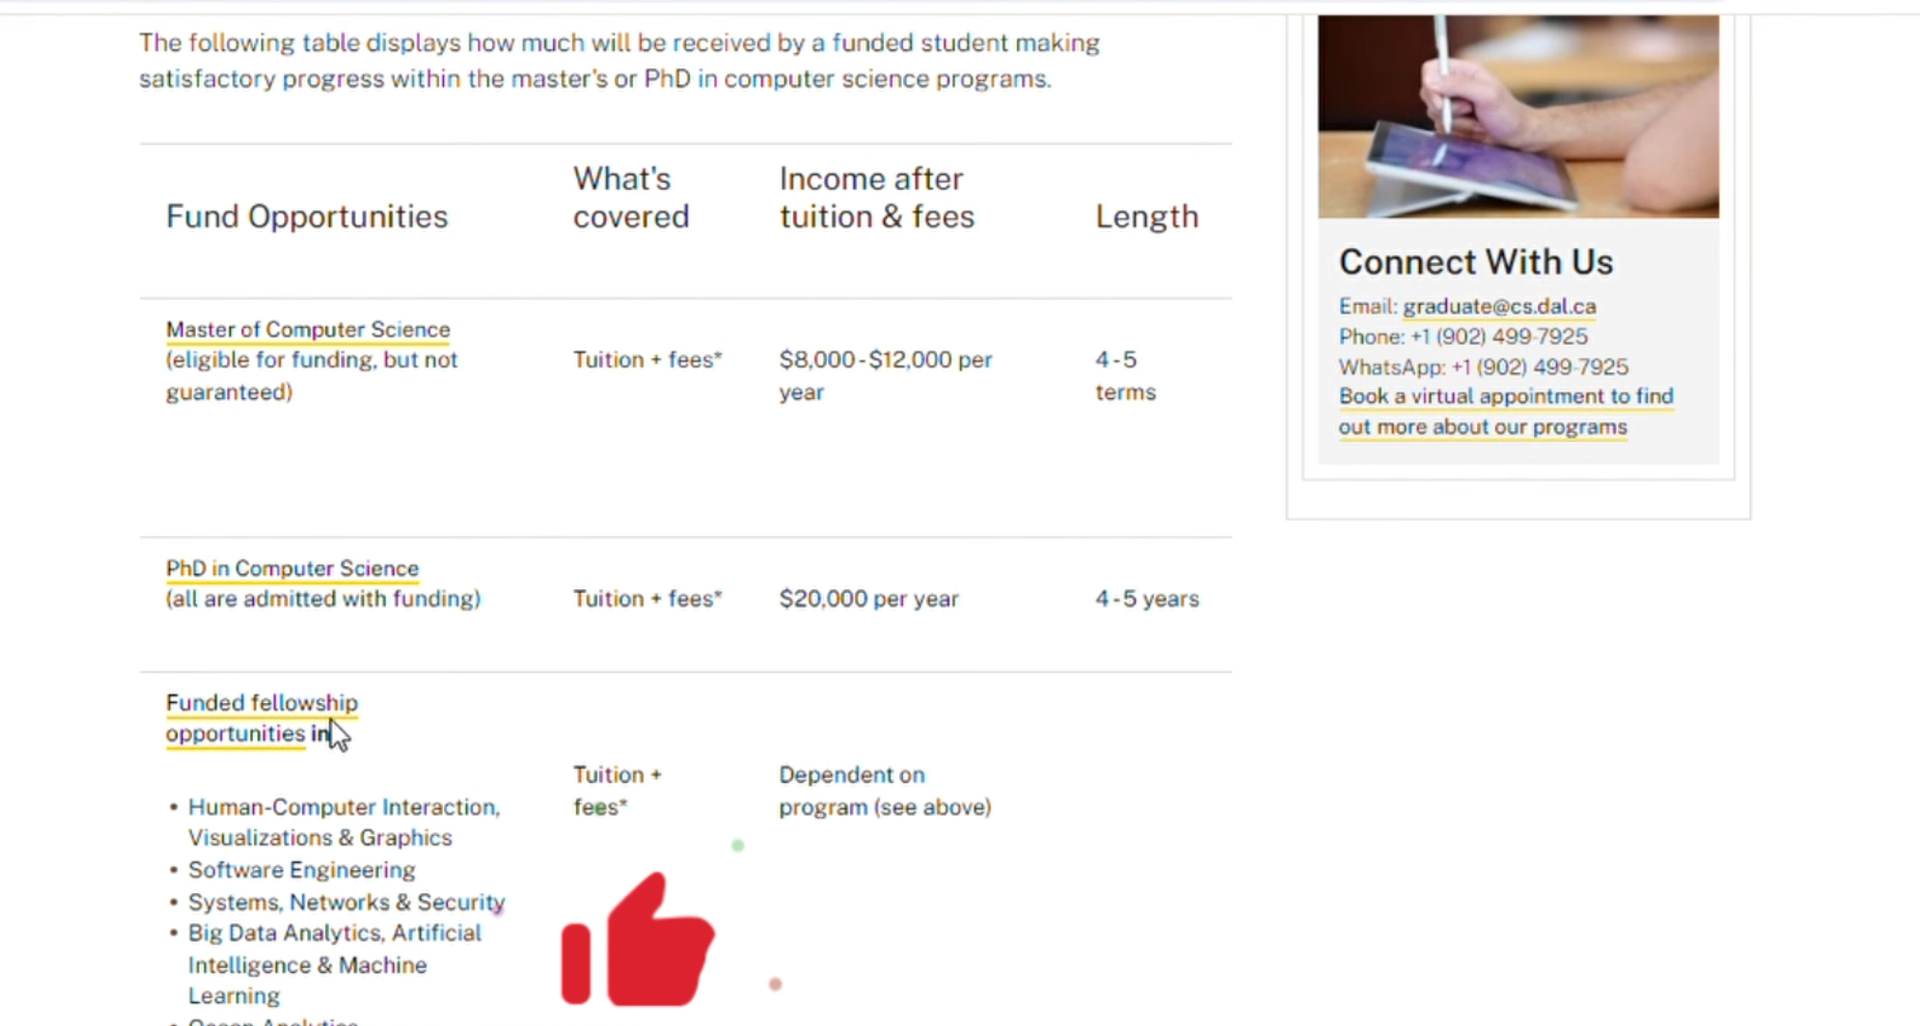 The following table displays how much will be received by a funded student making
satisfactory progress within the master's or PhD in computer science programs.
Fund Opportunities
What's
covered
Income after
tuition & fees
Length
Master of Computer Science
(eligible for funding, but not
guaranteed)
Tuition + fees*
$8,000-$12,000 per
year
4-5
terms
PhD in Computer Science
(all are admitted with funding)
Tuition + fees*
$20,000 per year
4-5 years
Funded fellowship
opportunities in
• Human-Computer Interaction,
Visualizations & Graphics
• Software Engineering
• Systems, Networks & Security
• Big Data Analytics, Artificial
Intelligence & Machine
Learning
• Ocean Analytics
Tuition +
fees*
Dependent on
program (see above)
Connect With Us
Email: graduate@cs.dal.ca
Phone: +1 (902) 499-7925
WhatsApp: +1 (902) 499-7925
Book a virtual appointment to find
out more about our programs